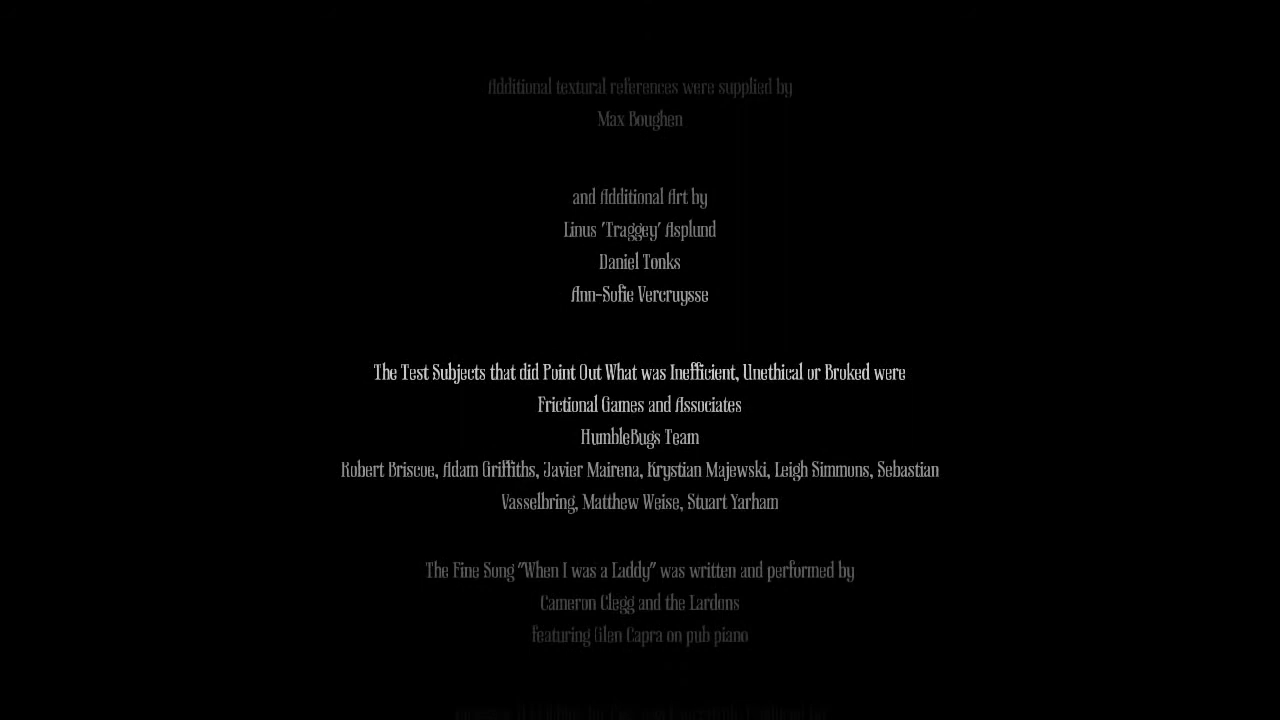 Additional textural references were supplied by
Max Boughen
and Additional Art by
Linus 'Traggey' Asplund
Daniel Tonks
Ann-Sofie Vercruysse
The Test Subjects that did Point Out What was Inefficient, Unethical or Broked were
Frictional Games and Associates
HumbleBugs Team
Robert Briscoe, Adam Griffiths, Javier Mairena, Krystian Majewski, Leigh Simmons, Sebastian
Vasselbring, Matthew Weise, Stuart Yarham
The Fine Song "When I was a Laddy" was written and performed by
Cameron Clegg and the Lardons
featuring Glen Capra on pub piano